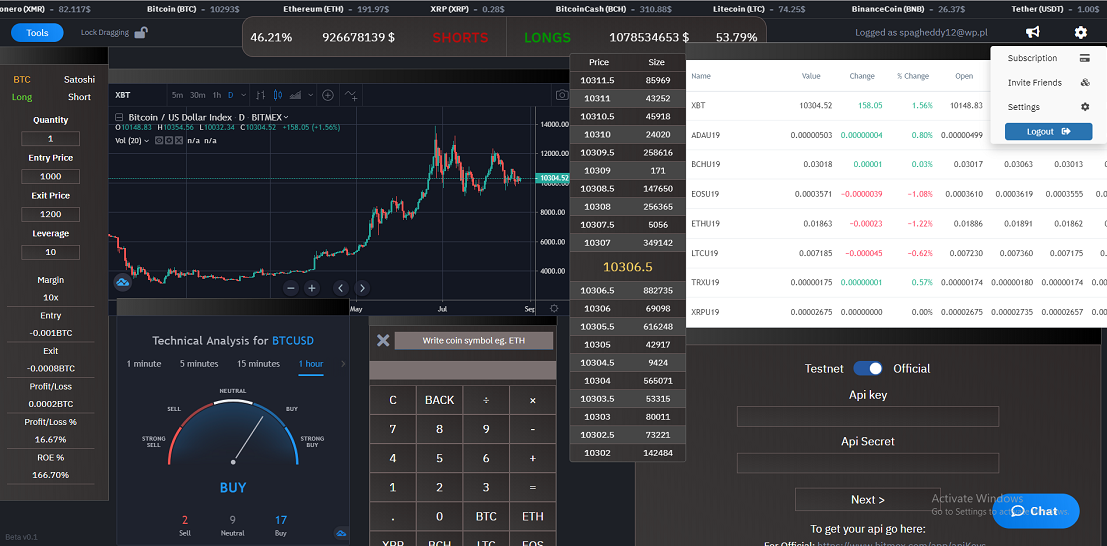 onero (XMR) - 82.117$ Bitcoin (BTC) - 10293$ Ethereum (ETH) - 191.97$ XRP (XRP) - 0.28$ BitcoinCash (BCH) - 310.88$ Litecoin (LTC) - 74.25$ BinanceCoin (BNB) - 26.37$ Tether (USDT) - 1.00$
Tools Lock Dragging
46.21% 926678139 $ SHORTS LONGS 1078534653 $ 53.79%
Logged as spagheddy12@wp.pl
Subscription
Invite Friends
Settings
Logout
BTC Satoshi
Long Short
Quantity
1
Entry Price
1000
Exit Price
1200
Leverage
10
Margin
10x
Entry
-0.001BTC
Exit
-0.0008BTC
Profit/Loss
0.0002BTC
Profit/Loss %
16.67%
ROE %
166.70%
Beta v0.1
XBT 5m 30m 1h D
Bitcoin / US Dollar Index · D · BITMEX
O10148.83 H10354.56 L10032.34 C10304.52 +158.05 (+1.56%)
Vol (20) n/a n/a
14000.00
12000.00
10304.52
10000.00
8000.00
6000.00
4000.00
May Jul Sep
Technical Analysis for BTCUSD
1 minute 5 minutes 15 minutes 1 hour
NEUTRAL
SELL BUY
STRONG SELL STRONG BUY
BUY
2 9 17
Sell Neutral Buy
Write coin symbol eg. ETH
C BACK ÷ ×
7 8 9 -
4 5 6 +
1 2 3 =
. 0 BTC ETH
XRP BCH LTC EOS
Price Size
10311.5 85969
10311 43252
10310.5 45918
10310 24020
10309.5 258616
10309 171
10308.5 147650
10308 256365
10307.5 5056
10307 349142
10306.5
10306.5 882735
10306 69098
10305.5 616248
10305 42917
10304.5 9424
10304 565071
10303.5 53315
10303 80011
10302.5 73221
10302 142484
Name Value Change % Change Open
XBT 10304.52 158.05 1.56% 10148.83
ADAU19 0.00000503 0.00000004 0.80% 0.00000499
BCHU19 0.03018 0.00001 0.03% 0.03017 0.03063 0.03013
EOSU19 0.0003571 -0.0000039 -1.08% 0.0003610 0.0003619 0.0003555
ETHU19 0.01863 -0.00023 -1.22% 0.01886 0.01891 0.01862
LTCU19 0.007185 -0.000045 -0.62% 0.007230 0.007360 0.007175
TRXU19 0.00000175 0.00000001 0.57% 0.00000174 0.00000180 0.00000174
XRPU19 0.00002675 0.00000000 0.00% 0.00002675 0.00002735 0.00002657
Testnet Official
Api key
Api Secret
Next >
Activate Windows
Go to Settings to activate Windows.
Chat
To get your api go here:
For Official: https://www.bitmex.com/app/apiKeys